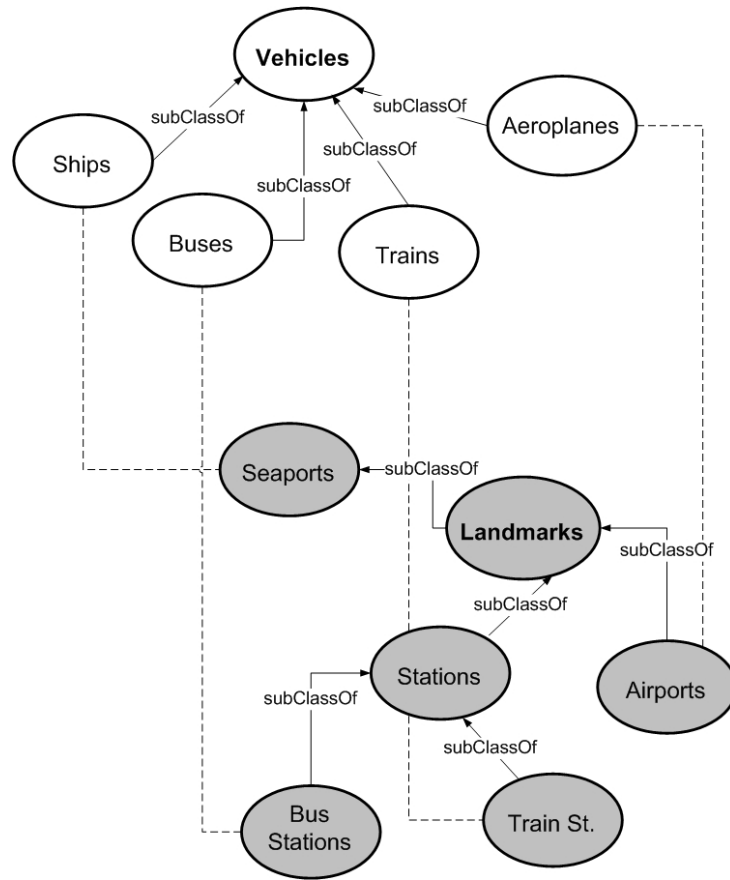 Vehicles
subClassOf
Aeroplanes
subClassOf
Ships
subClassOf
subClassOf
Buses
Trains
Seaports
subClassOf
Landmarks
subClassOf
subClassOf
Stations
Airports
subClassOf
subClassOf
Bus
Stations
Train St.